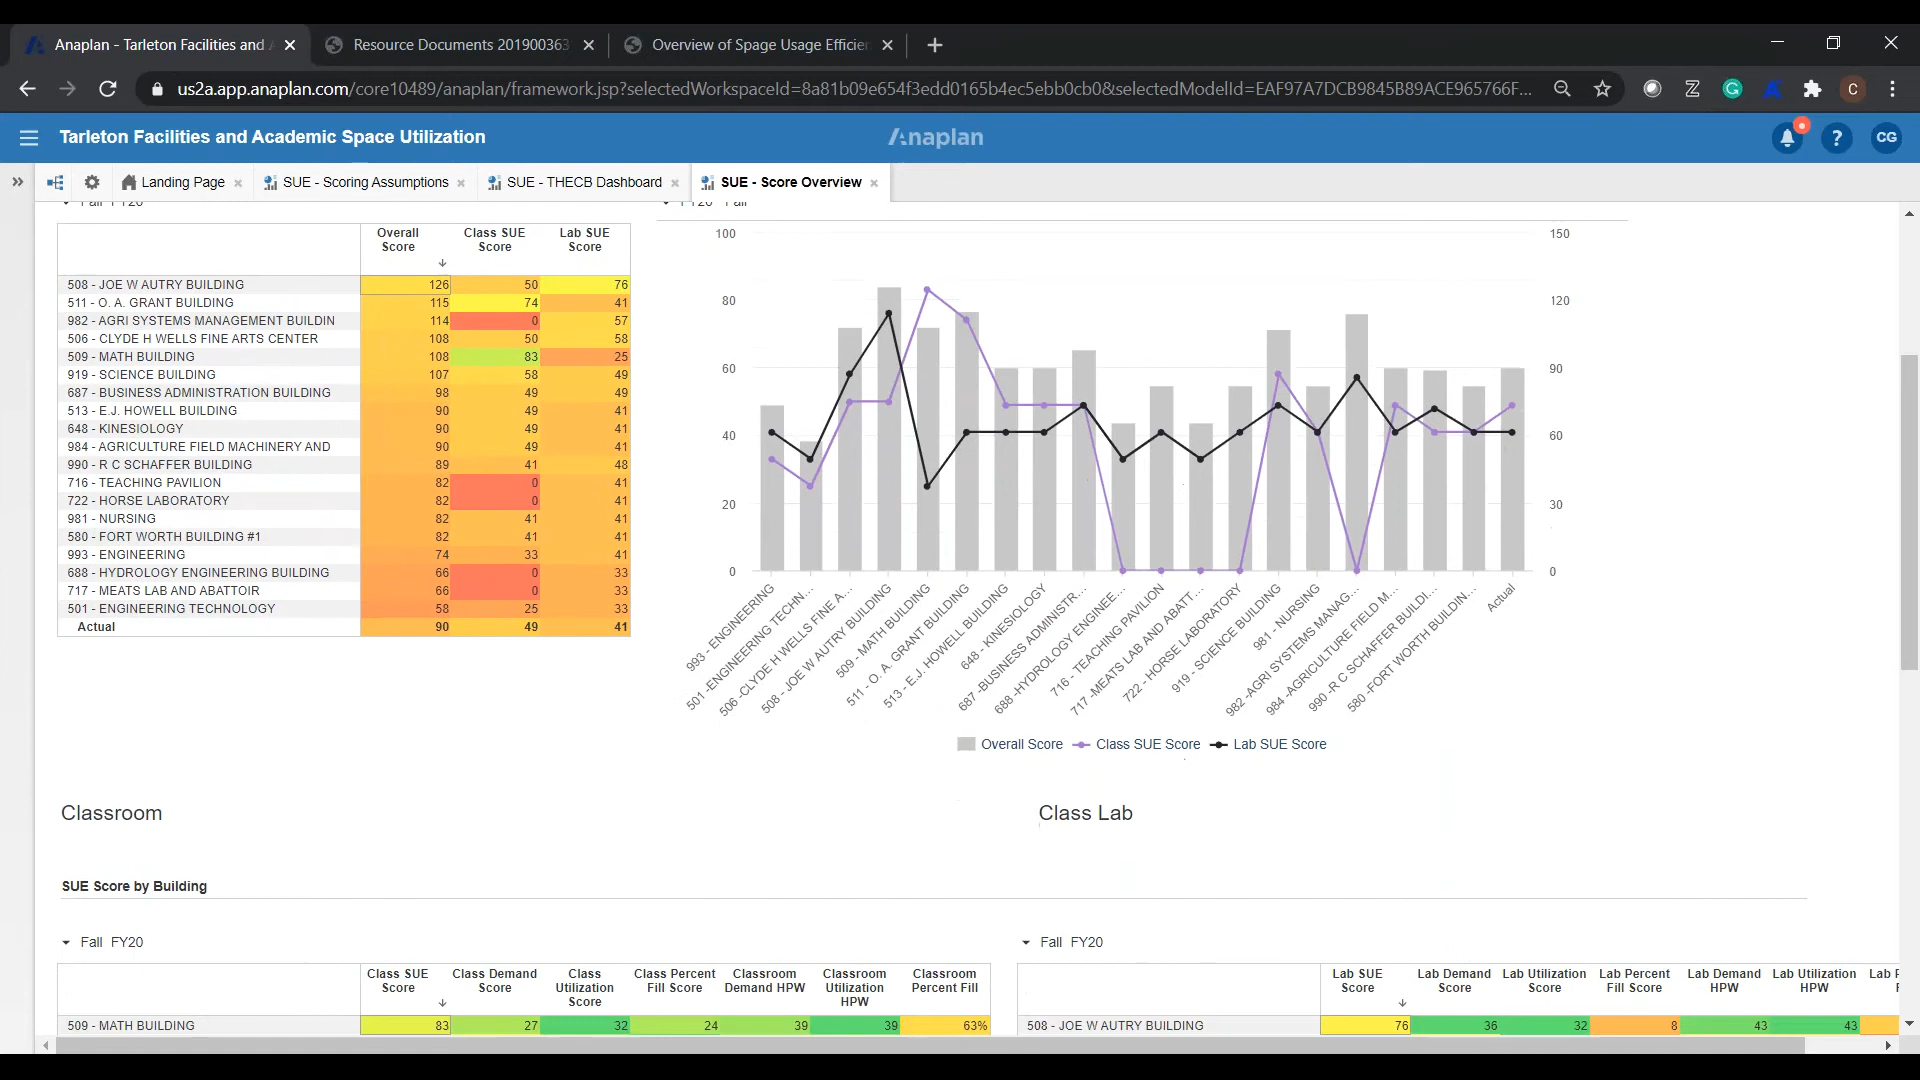 Anaplan - Tarleton Facilities and A
Resource Documents 201900363
Overview of Spage Usage Efficien
us2a.app.anaplan.com/core10489/anaplan/framework.jsp?selectedWorkspaceId=8a81b09e654f3edd0165b4ec5ebb0cb0&selectedModelId=EAF97A7DCB9845B89ACE965766F...
C
Tarleton Facilities and Academic Space Utilization
Anaplan
? CG
Landing Page
SUE - Scoring Assumptions
SUE - THECB Dashboard
SUE - Score Overview
Fall FY20
FY20 Fall
Overall Score Class SUE Score Lab SUE Score
508 - JOE W AUTRY BUILDING 126 50 76
511 - O. A. GRANT BUILDING 115 74 41
982 - AGRI SYSTEMS MANAGEMENT BUILDIN 114 0 57
506 - CLYDE H WELLS FINE ARTS CENTER 108 50 58
509 - MATH BUILDING 108 83 25
919 - SCIENCE BUILDING 107 58 49
687 - BUSINESS ADMINISTRATION BUILDING 98 49 49
513 - E.J. HOWELL BUILDING 90 49 41
648 - KINESIOLOGY 90 49 41
984 - AGRICULTURE FIELD MACHINERY AND 90 49 41
990 - R C SCHAFFER BUILDING 89 41 48
716 - TEACHING PAVILION 82 0 41
722 - HORSE LABORATORY 82 0 41
981 - NURSING 82 41 41
580 - FORT WORTH BUILDING #1 82 41 41
993 - ENGINEERING 74 33 41
688 - HYDROLOGY ENGINEERING BUILDING 66 0 33
717 - MEATS LAB AND ABATTOIR 66 0 33
501 - ENGINEERING TECHNOLOGY 58 25 33
Actual 90 49 41
100 150
80 120
60 90
40 60
20 30
0 0
993 - ENGINEERING
501 -ENGINEERING TECHN...
506 -CLYDE H WELLS FINE A...
508 - JOE W AUTRY BUILDING
509 - MATH BUILDING
511 - O. A. GRANT BUILDING
513 - E.J. HOWELL BUILDING
648 - KINESIOLOGY
687 -BUSINESS ADMINISTR...
688 -HYDROLOGY ENGINEE...
716 - TEACHING PAVILION
717 -MEATS LAB AND ABATT...
722 - HORSE LABORATORY
919 - SCIENCE BUILDING
981 - NURSING
982 -AGRI SYSTEMS MANAG...
984 -AGRICULTURE FIELD M...
990 -R C SCHAFFER BUILDI...
580 -FORT WORTH BUILDIN...
Actual
Overall Score Class SUE Score Lab SUE Score
Classroom
Class Lab
SUE Score by Building
Fall FY20
Class SUE Score Class Demand Score Class Utilization Score Class Percent Fill Score Classroom Demand HPW Classroom Utilization HPW Classroom Percent Fill
509 - MATH BUILDING 83 27 32 24 39 39 63%
Fall FY20
Lab SUE Score Lab Demand Score Lab Utilization Score Lab Percent Fill Score Lab Demand HPW Lab Utilization HPW Lab P
508 - JOE W AUTRY BUILDING 76 36 32 8 43 43